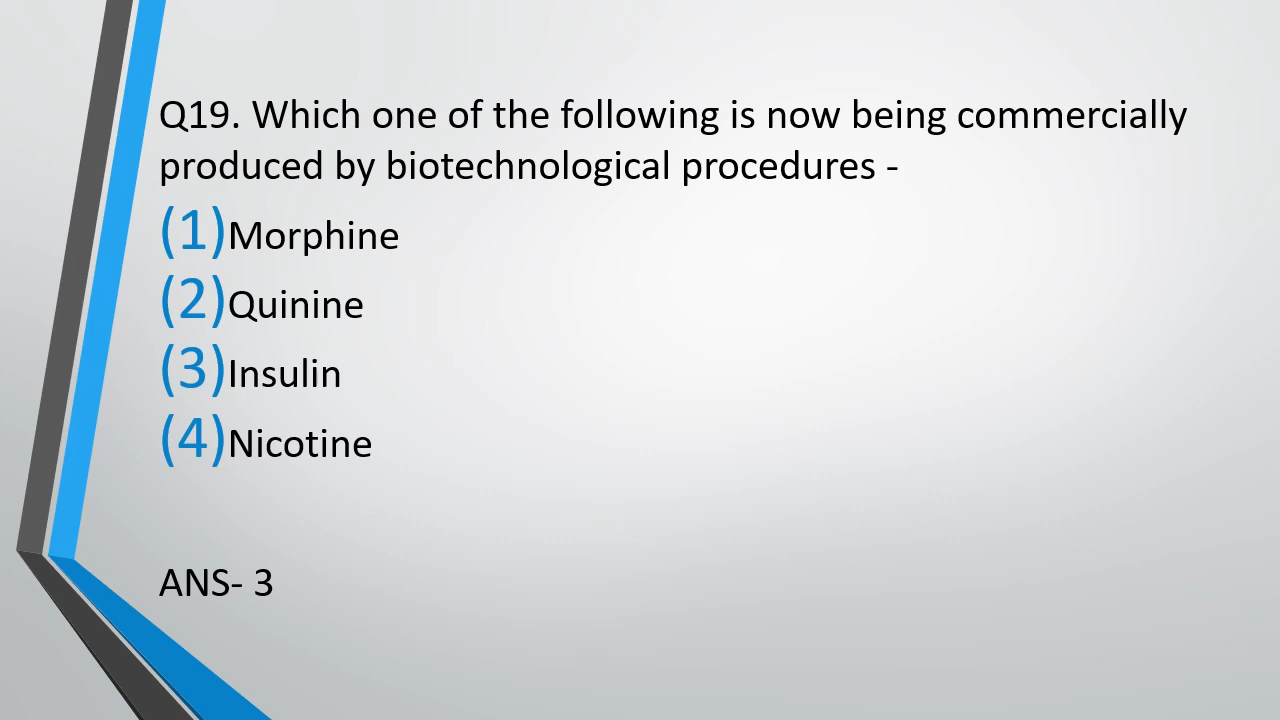 Q19. Which one of the following is now being commercially
produced by biotechnological procedures -
(1)Morphine
(2)Quinine
(3)Insulin
(4)Nicotine
ANS- 3